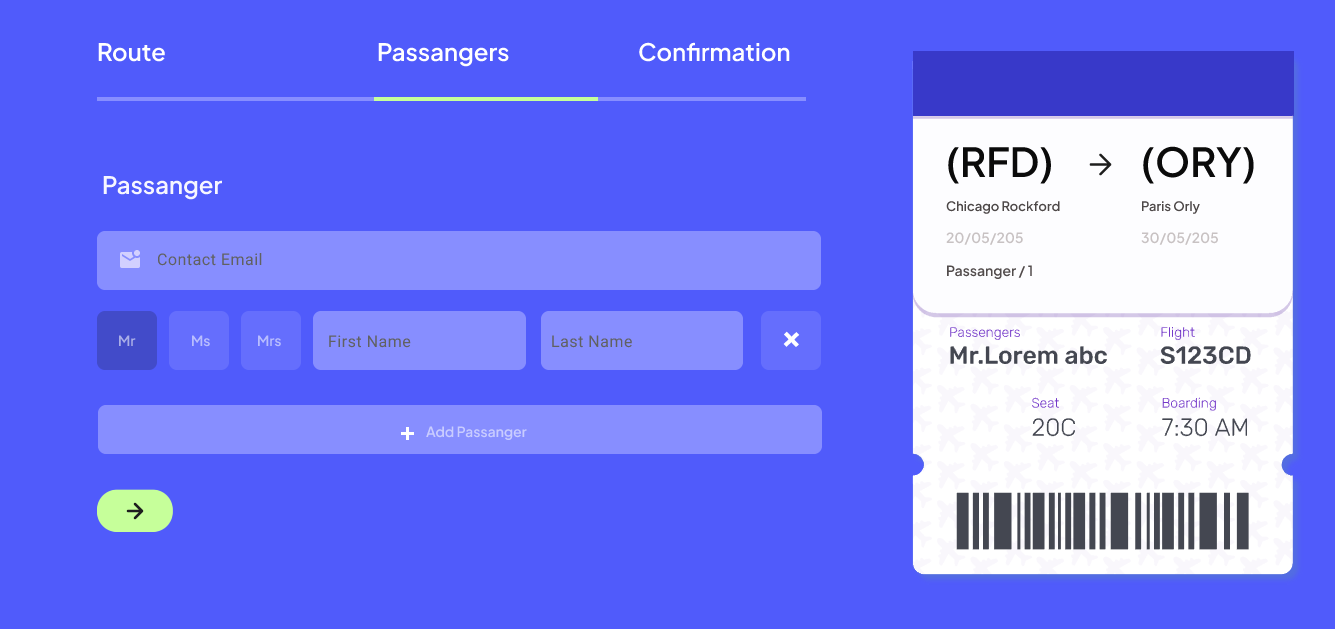 Route Passangers Confirmation
Passanger
Contact Email
Mr Ms Mrs First Name Last Name
Add Passanger
(RFD) → (ORY)
Chicago Rockford Paris Orly
20/05/205 30/05/205
Passanger / 1
Passengers Flight
Mr.Lorem abc S123CD
Seat Boarding
20C 7:30 AM